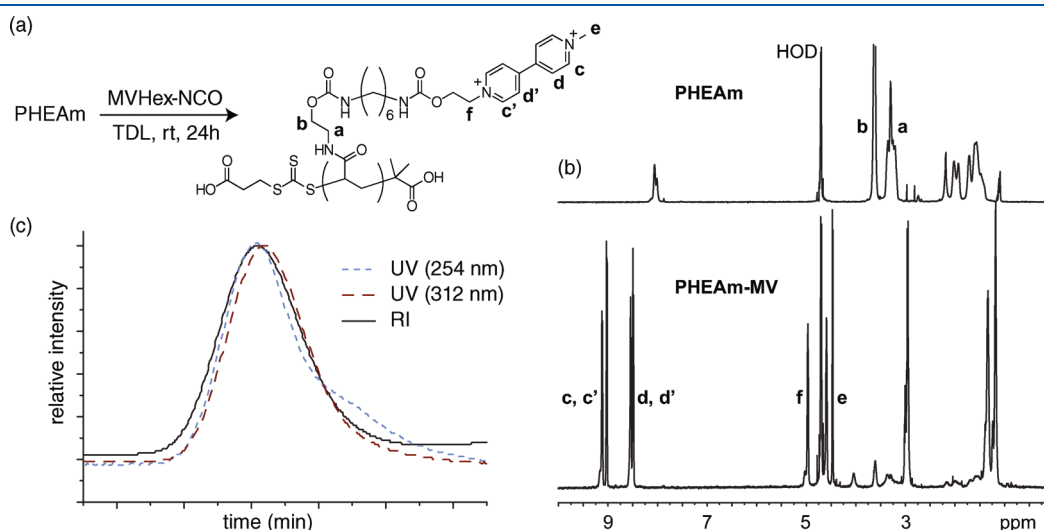 (a)
PHEAm
MVHex-NCO
TDL, rt, 24h
O
O
N
H
6
N
H
O
O
N
+
N
+
e
c
d
d'
c'
f
b
a
NH
O
HO
O
S
S
S
OH
O
(b)
PHEAm
HOD
b
a
PHEAm-MV
c, c'
d, d'
f
e
9
7
5
3
ppm
(c)
relative intensity
UV (254 nm)
UV (312 nm)
RI
time (min)